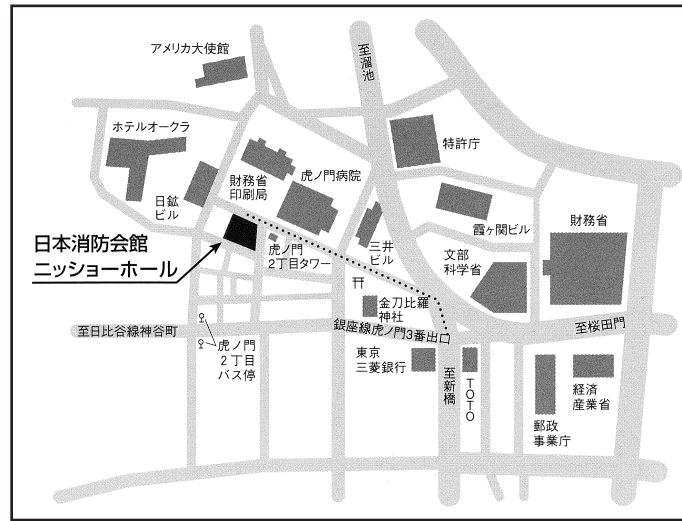 アメリカ大使館
至溜池
ホテルオークラ
特許庁
虎ノ門病院
財務省
印刷局
日鉱
ビル
霞ヶ関ビル
財務省
日本消防会館
ニッショーホール
虎ノ門
2丁目タワー
三井
ビル
文部
科学省
金刀比羅
神社
至日比谷線神谷町
銀座線虎ノ門3番出口
至桜田門
虎ノ門
2丁目
バス停
東京
三菱銀行
至新橋
TOTO
経済
産業省
郵政
事業庁